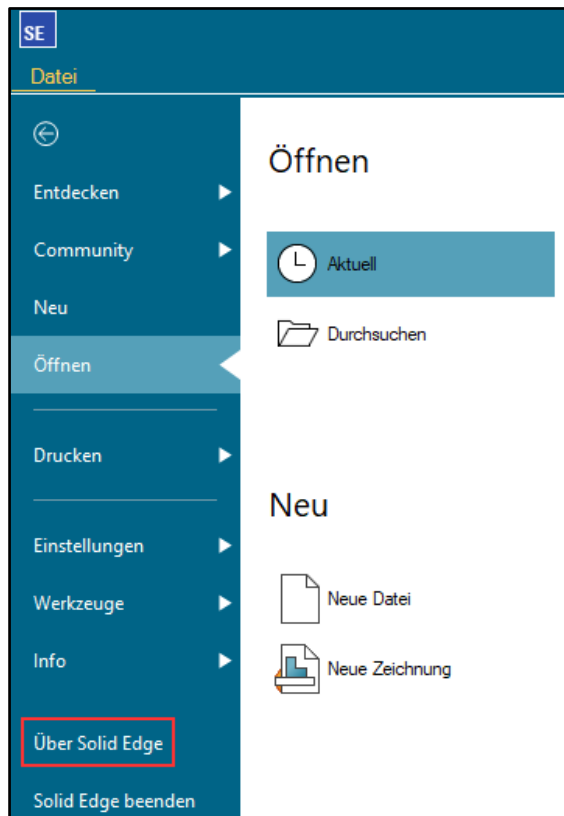 SE
Datei
Entdecken
Community
Neu
Öffnen
Drucken
Einstellungen
Werkzeuge
Info
Über Solid Edge
Solid Edge beenden
Öffnen
Aktuell
Durchsuchen
Neu
Neue Datei
Neue Zeichnung